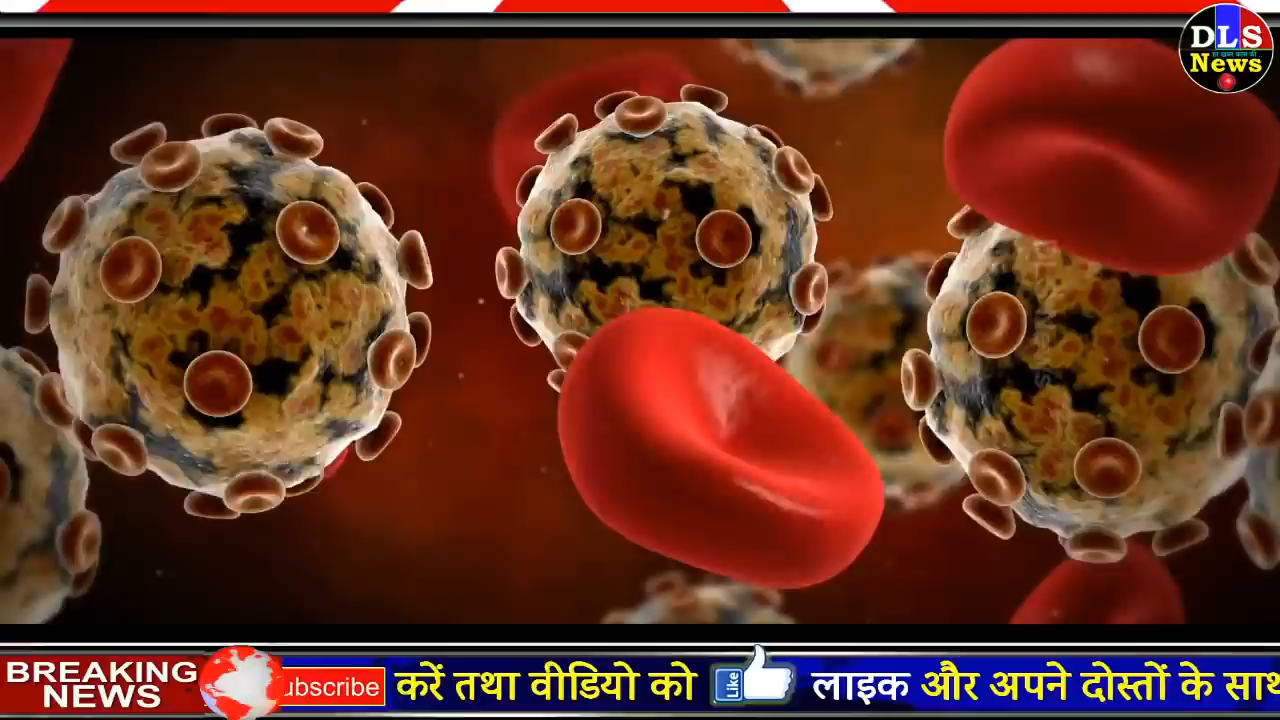 DLS
News
BREAKING
NEWS
ubscribe करें तथा वीडियो को Like लाइक और अपने दोस्तों के साथ